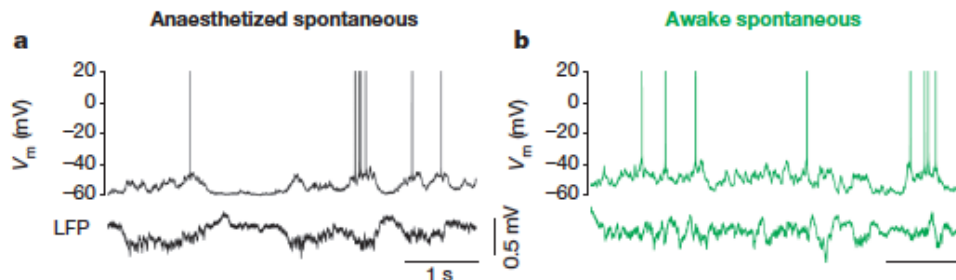 Anaesthetized spontaneous
Awake spontaneous
a
b
20
0
–20
–40
–60
Vm (mV)
20
0
–20
–40
–60
Vm (mV)
LFP
0.5 mV
1 s